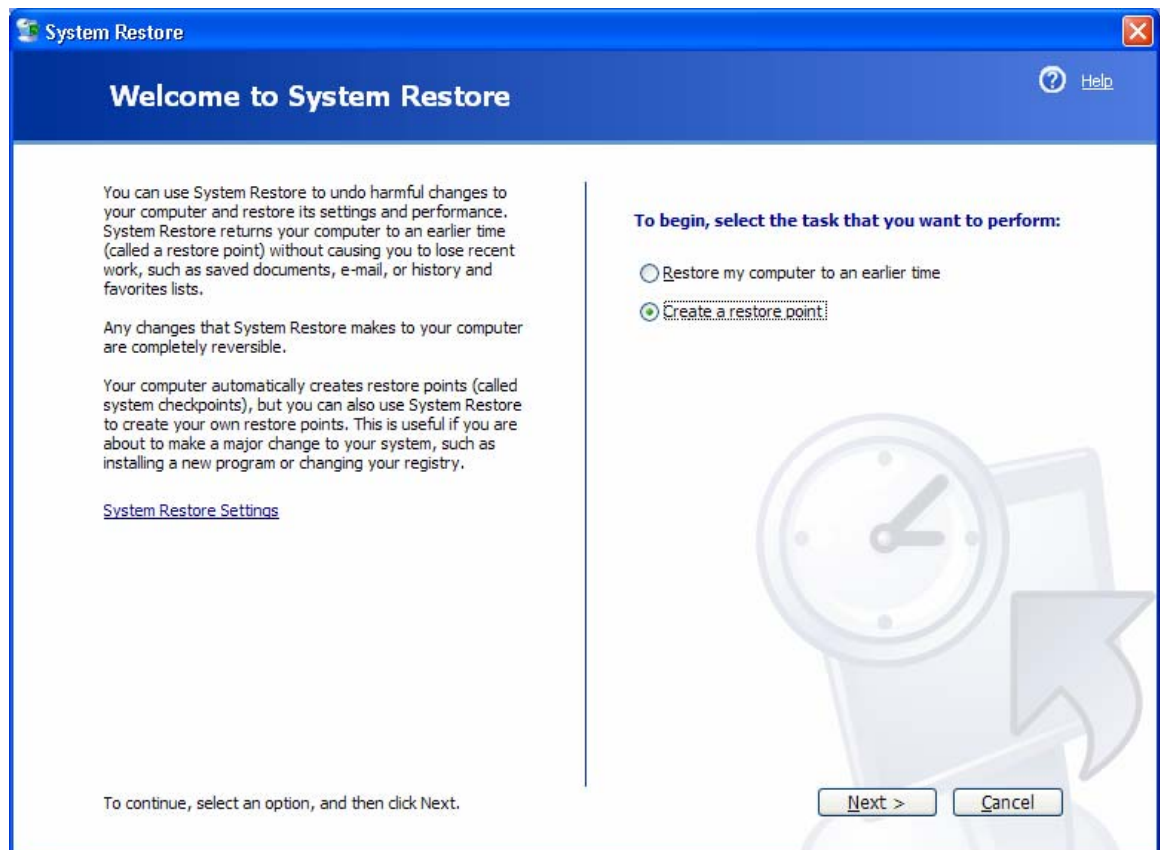 System Restore
Welcome to System Restore
Help
You can use System Restore to undo harmful changes to
your computer and restore its settings and performance.
System Restore returns your computer to an earlier time
(called a restore point) without causing you to lose recent
work, such as saved documents, e-mail, or history and
favorites lists.
Any changes that System Restore makes to your computer
are completely reversible.
Your computer automatically creates restore points (called
system checkpoints), but you can also use System Restore
to create your own restore points. This is useful if you are
about to make a major change to your system, such as
installing a new program or changing your registry.
System Restore Settings
To begin, select the task that you want to perform:
Restore my computer to an earlier time
Create a restore point
To continue, select an option, and then click Next.
Next >
Cancel